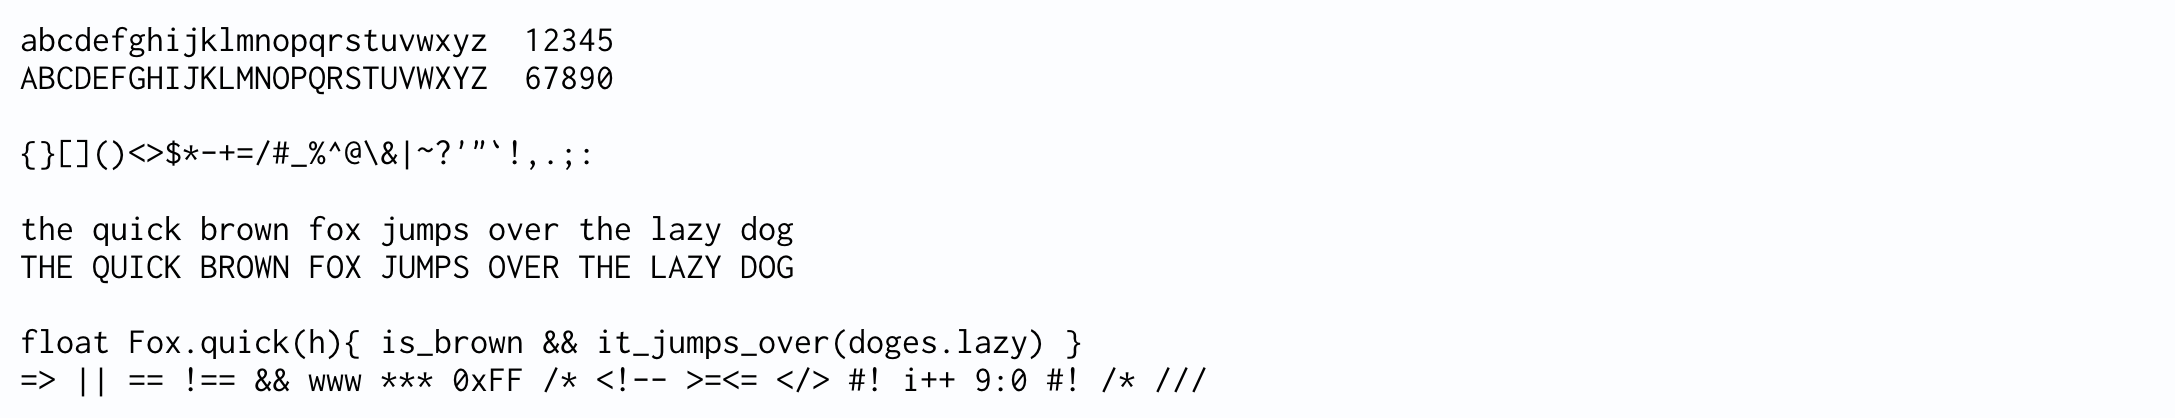 abcdefghijklmnopqrstuvwxyz  12345
ABCDEFGHIJKLMNOPQRSTUVWXYZ  67890
{}[]()<>$*-+=/#_%^@\&|~?'"`!,.;:
the quick brown fox jumps over the lazy dog
THE QUICK BROWN FOX JUMPS OVER THE LAZY DOG
float Fox.quick(h){ is_brown && it_jumps_over(doges.lazy) }
=> || == !== && www *** 0xFF /* <!-- >=<= </> #! i++ 9:0 #! /* ///